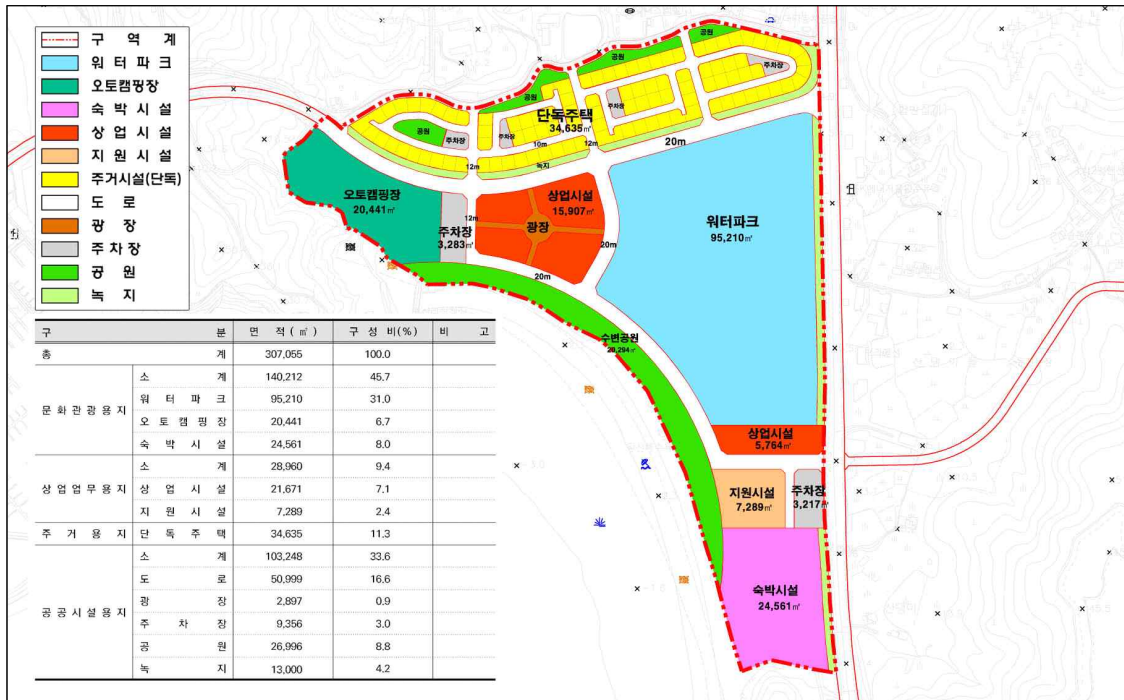 구 역 계
워 터 파 크
오토캠핑장
숙 박 시 설
상 업 시 설
지 원 시 설
주거시설(단독)
도 로
광 장
주 차 장
공 원
녹 지
공원
공원
공원
공원
주차장
주차장
주차장
주차장
단독주택
34,635㎡
10m
12m
12m
20m
녹지
오토캠핑장
20,441㎡
주차장
3,283㎡
12m
상업시설
15,907㎡
광장
20m
20m
워터파크
95,210㎡
수변공원
20,294㎡
상업시설
5,764㎡
지원시설
7,289㎡
주차장
3,217㎡
숙박시설
24,561㎡
구 분 면 적 ( ㎡ ) 구 성 비(%) 비 고
총 계 307,055 100.0
문 화 관 광 용 지 소 계 140,212 45.7
워 터 파 크 95,210 31.0
오 토 캠 핑 장 20,441 6.7
숙 박 시 설 24,561 8.0
상 업 업 무 용 지 소 계 28,960 9.4
상 업 시 설 21,671 7.1
지 원 시 설 7,289 2.4
주 거 용 지 단 독 주 택 34,635 11.3
공 공 시 설 용 지 소 계 103,248 33.6
도 로 50,999 16.6
광 장 2,897 0.9
주 차 장 9,356 3.0
공 원 26,996 8.8
녹 지 13,000 4.2